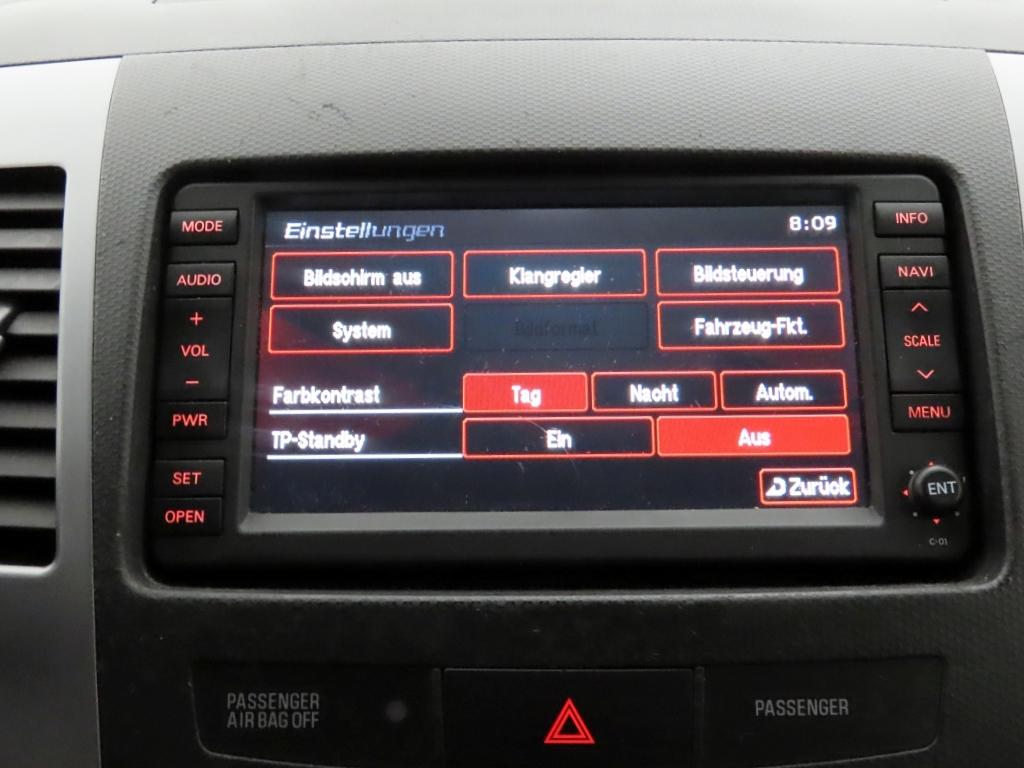 MODE
AUDIO
+
VOL
−
PWR
SET
OPEN
Einstellungen 8:09
Bildschirm aus Klangregler Bildsteuerung
System Bildformat Fahrzeug-Fkt.
Farbkontrast Tag Nacht Autom.
TP-Standby Ein Aus
Zurück
INFO
NAVI
SCALE
MENU
ENT
C-01
PASSENGER
AIR BAG OFF
PASSENGER